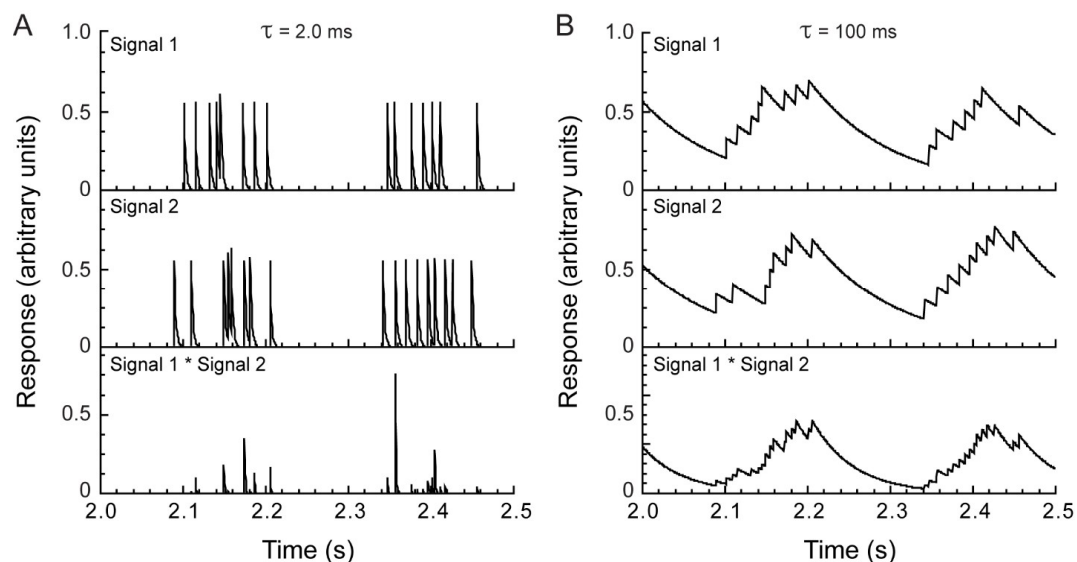 A
τ = 2.0 ms
Signal 1
1.0
0.5
0
Signal 2
0.5
0
Signal 1 * Signal 2
0.5
0
2.0 2.1 2.2 2.3 2.4 2.5
Time (s)
Response (arbitrary units)
B
τ = 100 ms
Signal 1
1.0
0.5
0
Signal 2
0.5
0
Signal 1 * Signal 2
0.5
0
2.0 2.1 2.2 2.3 2.4 2.5
Time (s)
Response (arbitrary units)